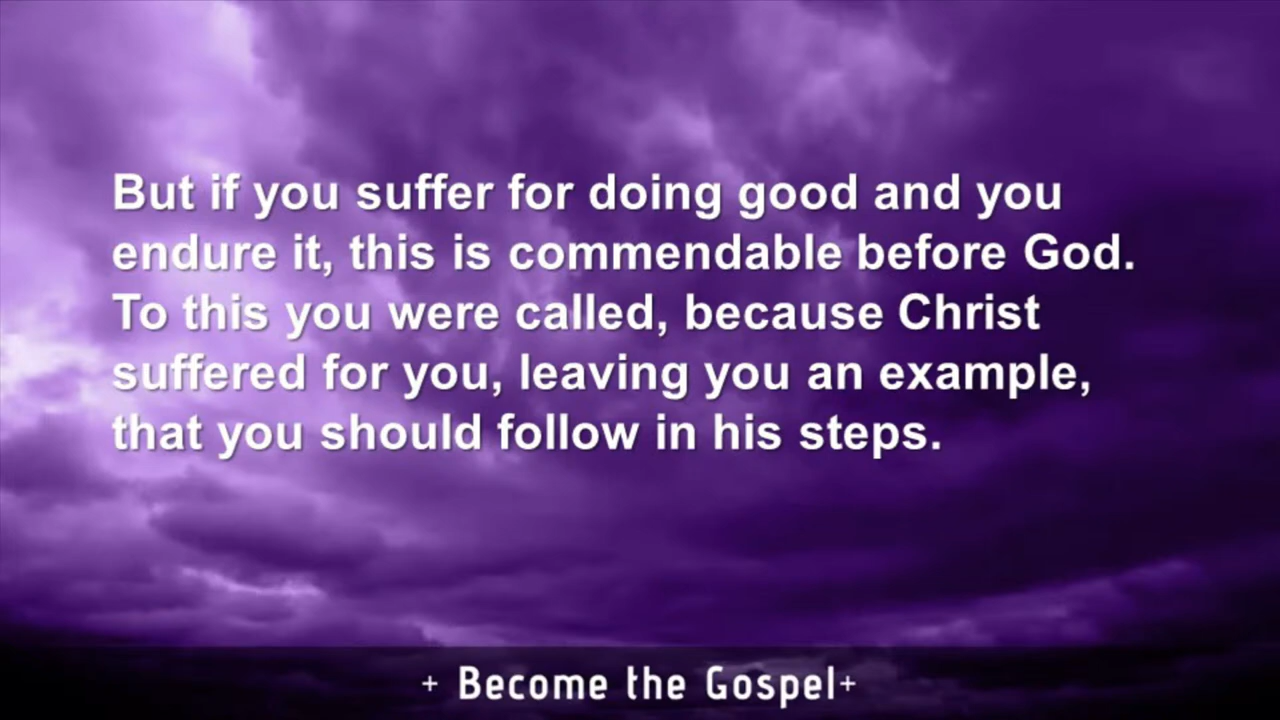 But if you suffer for doing good and you
endure it, this is commendable before God.
To this you were called, because Christ
suffered for you, leaving you an example,
that you should follow in his steps.
+ Become the Gospel+